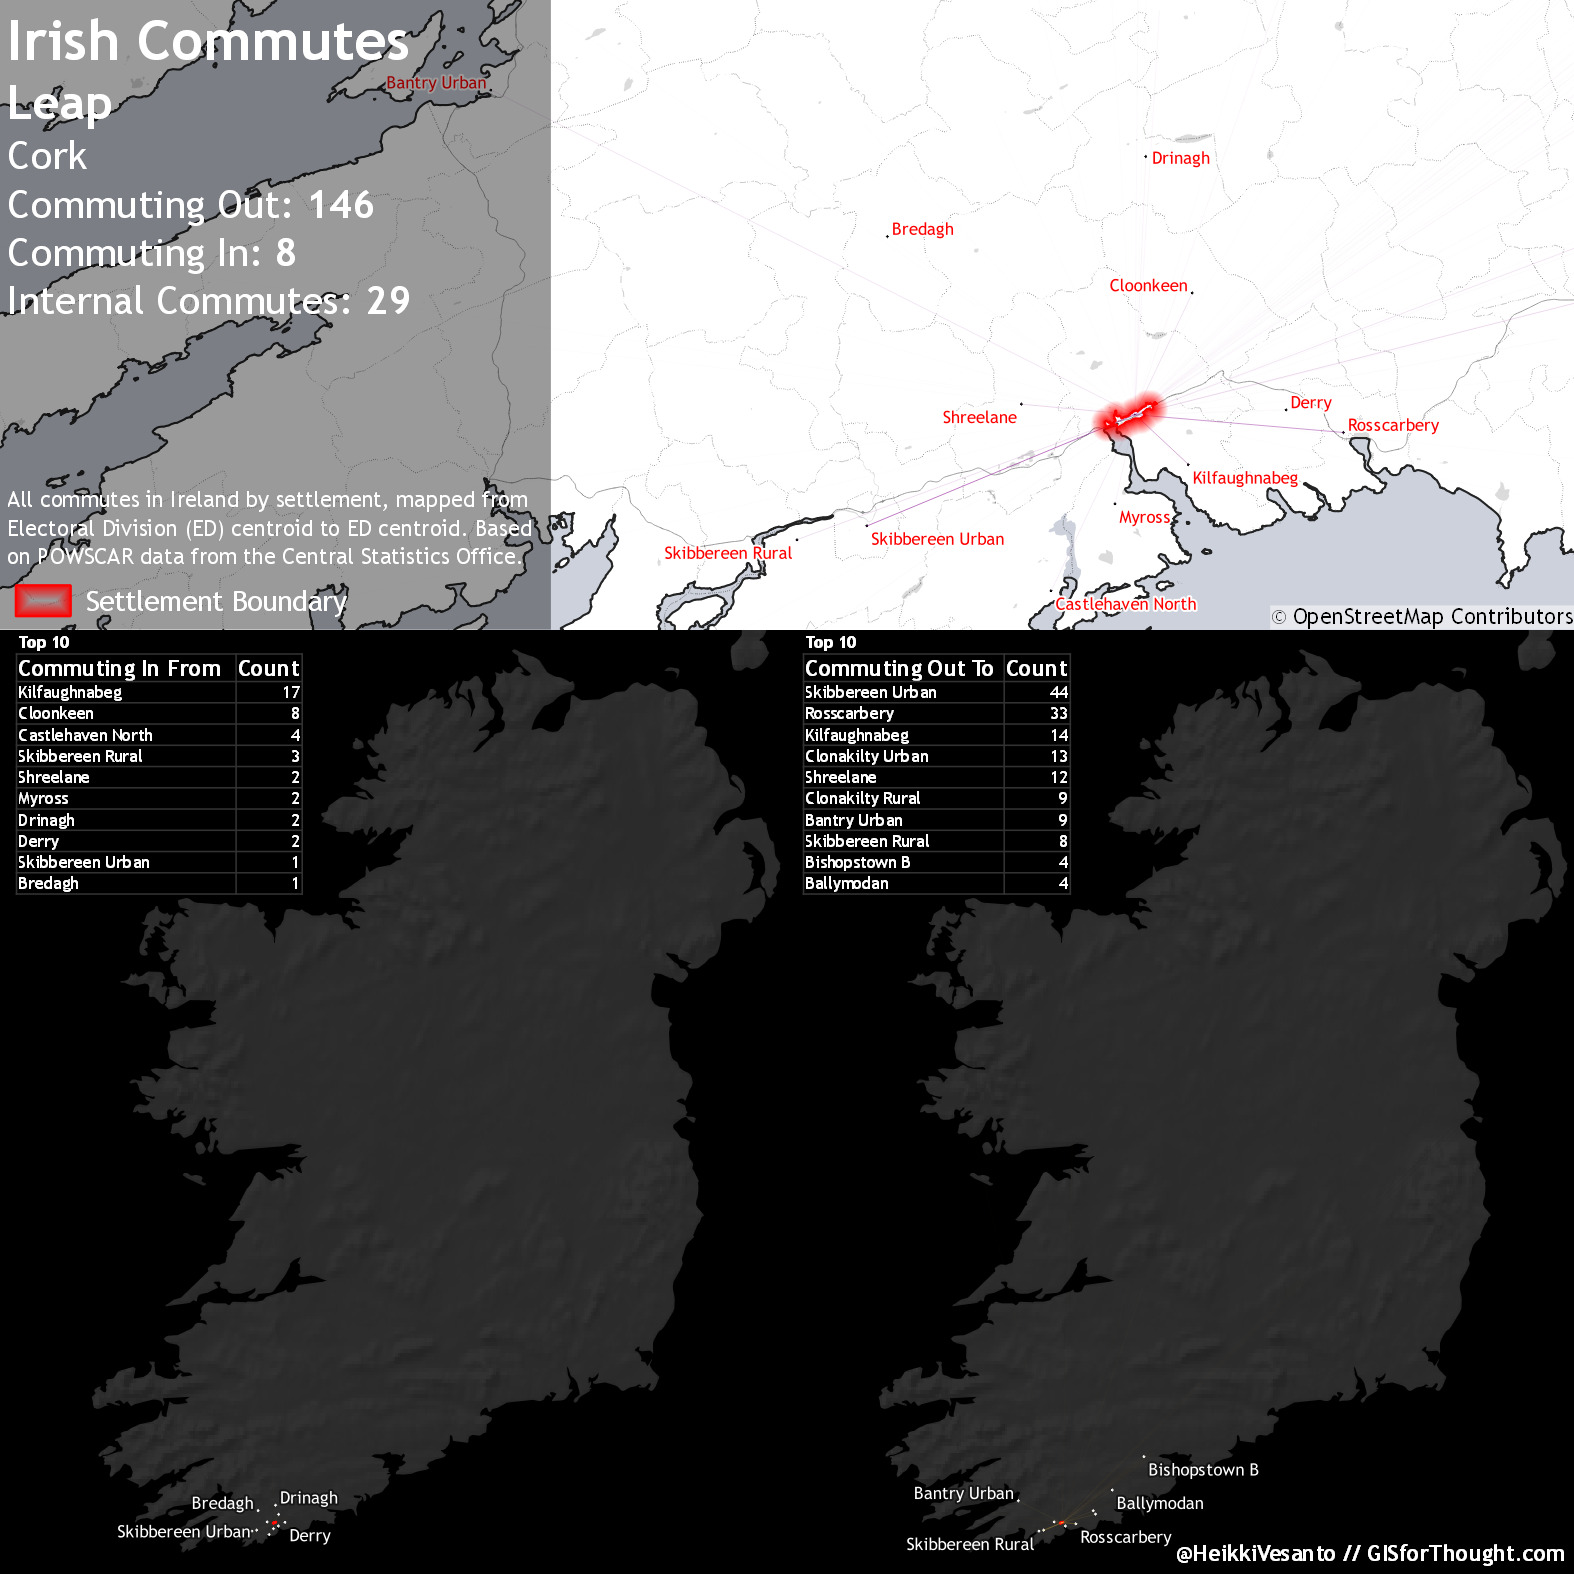 Irish Commutes
Leap
Cork
Commuting Out: 146
Commuting In: 8
Internal Commutes: 29
All commutes in Ireland by settlement, mapped from
Electoral Division (ED) centroid to ED centroid. Based
on POWSCAR data from the Central Statistics Office.
Settlement Boundary
Bantry Urban
Drinagh
Bredagh
Cloonkeen
Shreelane
Derry
Rosscarbery
Kilfaughnabeg
Myross
Skibbereen Urban
Skibbereen Rural
Castlehaven North
© OpenStreetMap Contributors
Top 10
Commuting In From Count
Kilfaughnabeg 17
Cloonkeen 8
Castlehaven North 4
Skibbereen Rural 3
Shreelane 2
Myross 2
Drinagh 2
Derry 2
Skibbereen Urban 1
Bredagh 1
Top 10
Commuting Out To Count
Skibbereen Urban 44
Rosscarbery 33
Kilfaughnabeg 14
Clonakilty Urban 13
Shreelane 12
Clonakilty Rural 9
Bantry Urban 9
Skibbereen Rural 8
Bishopstown B 4
Ballymodan 4
Bredagh
Drinagh
Skibbereen Urban
Derry
Bishopstown B
Bantry Urban
Ballymodan
Rosscarbery
Skibbereen Rural
@HeikkiVesanto // GISforThought.com